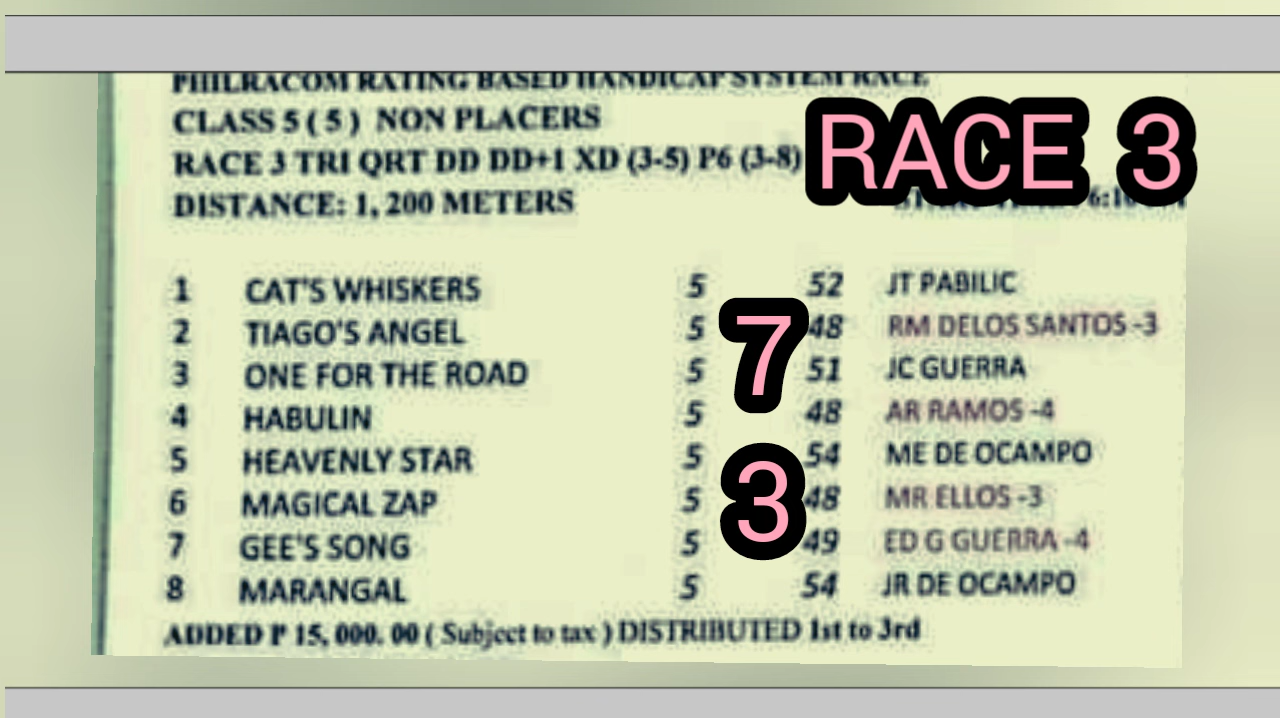 PHILRACOM RATING BASED HANDICAP SYSTEM RACE
CLASS 5 ( 5 ) NON PLACERS
RACE 3 TRI QRT DD DD+1 XD (3-5) P6 (3-8)
RACE 3
DISTANCE: 1, 200 METERS
1 CAT'S WHISKERS 5 52 JT PABILIC
2 TIAGO'S ANGEL 5 48 RM DELOS SANTOS -3
7
3 ONE FOR THE ROAD 5 51 JC GUERRA
4 HABULIN 5 48 AR RAMOS -4
5 HEAVENLY STAR 5 54 ME DE OCAMPO
3
6 MAGICAL ZAP 5 48 MR ELLOS -3
7 GEE'S SONG 5 49 ED G GUERRA -4
8 MARANGAL 5 54 JR DE OCAMPO
ADDED P 15, 000. 00 ( Subject to tax ) DISTRIBUTED 1st to 3rd